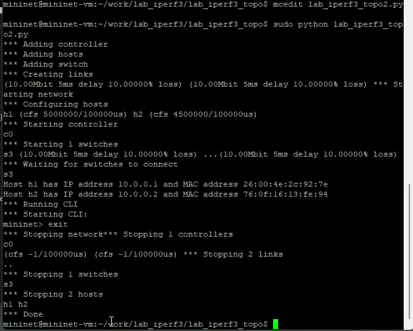 mininet@mininet-vm:~/work/lab_iperf3/lab_iperf3_topo$ mcedit lab_iperf3_topo2.py
mininet@mininet-vm:~/work/lab_iperf3/lab_iperf3_topo$ sudo python lab_iperf3_top
o2.py
*** Adding controller
*** Adding hosts
*** Adding switch
*** Creating links
(10.00Mbit 5ms delay 10.00000% loss) (10.00Mbit 5ms delay 10.00000% loss) *** St
arting network
*** Configuring hosts
h1 (cfs 5000000/100000us) h2 (cfs 4500000/100000us)
*** Starting controller
c0
*** Starting 1 switches
s3 (10.00Mbit 5ms delay 10.00000% loss) ...(10.00Mbit 5ms delay 10.00000% loss)
*** Waiting for switches to connect
s3
Host h1 has IP address 10.0.0.1 and MAC address 26:00:4e:2c:92:7e
Host h2 has IP address 10.0.0.2 and MAC address 76:0f:16:13:fe:94
*** Running CLI
*** Starting CLI:
mininet> exit
*** Stopping network*** Stopping 1 controllers
c0
(cfs -1/100000us) (cfs -1/100000us) *** Stopping 2 links
..
*** Stopping 1 switches
s3
*** Stopping 2 hosts
h1 h2
*** Done
mininet@mininet-vm:~/work/lab_iperf3/lab_iperf3_topo$